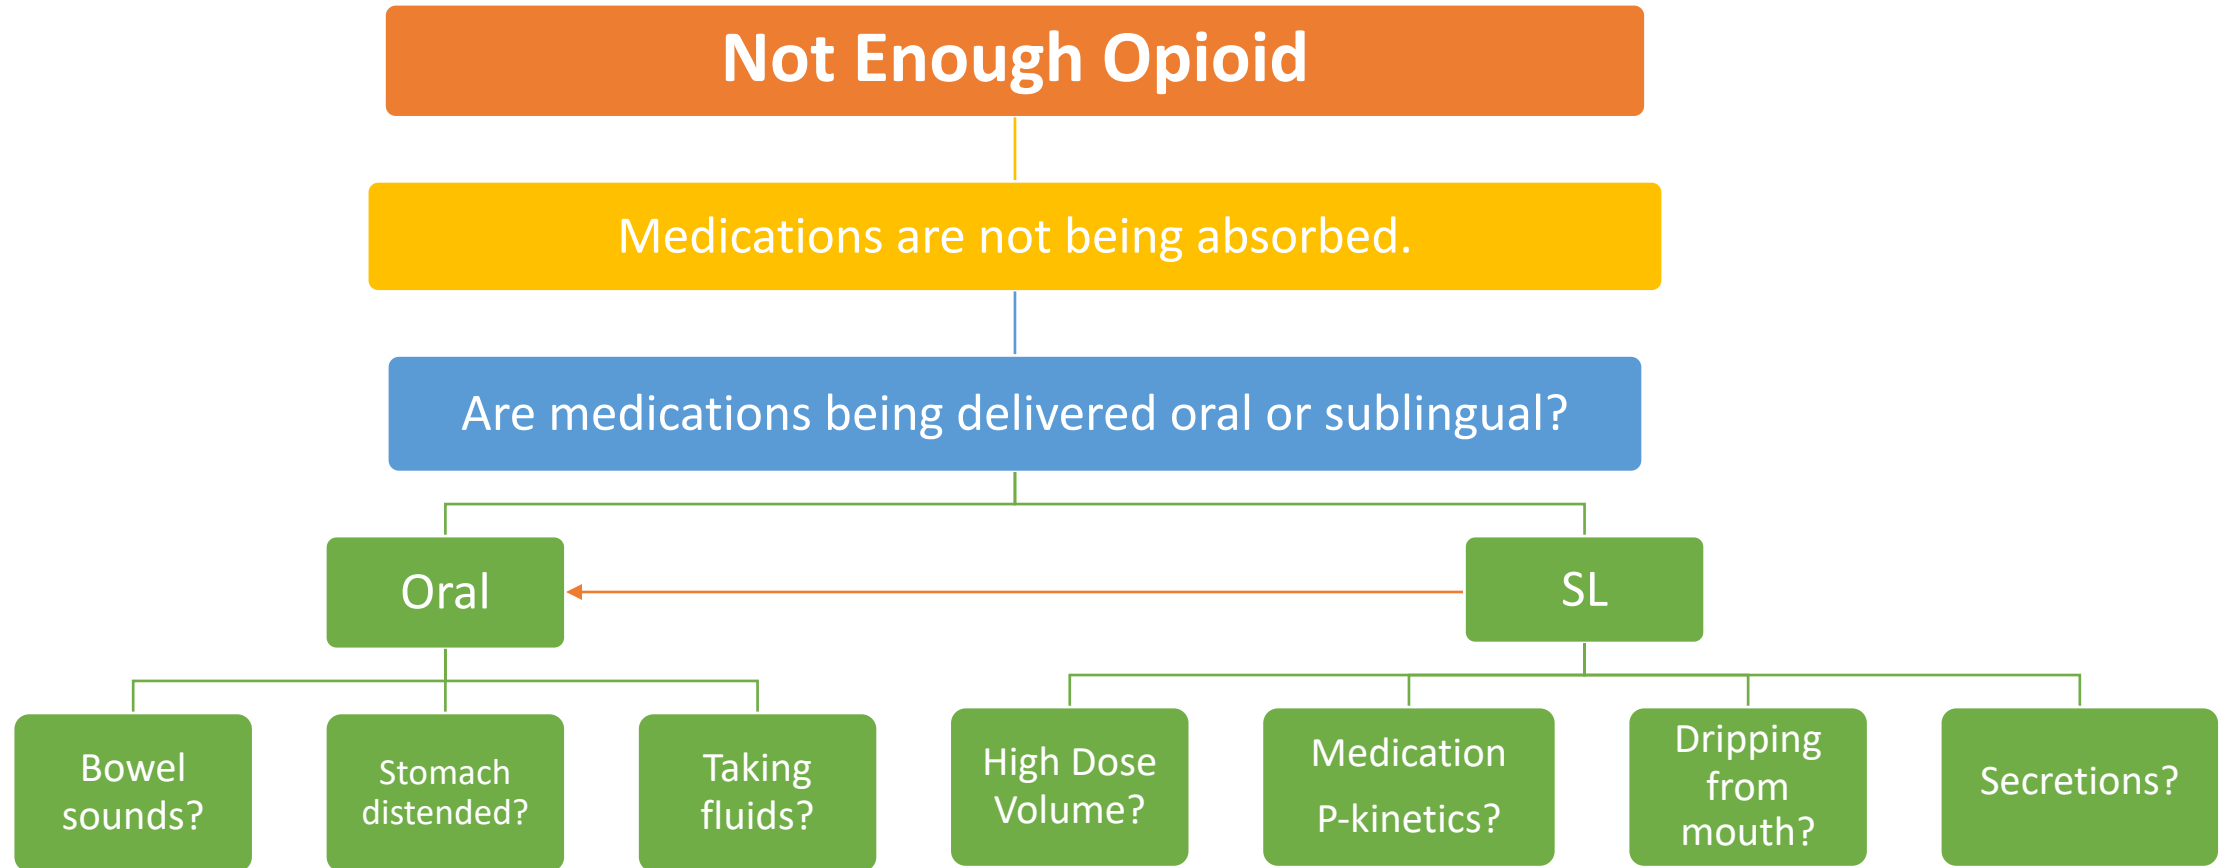 Not Enough Opioid
Medications are not being absorbed.
Are medications being delivered oral or sublingual?
Oral
SL
Bowel
sounds?
Stomach
distended?
Taking
fluids?
High Dose
Volume?
Medication
P-kinetics?
Dripping
from
mouth?
Secretions?